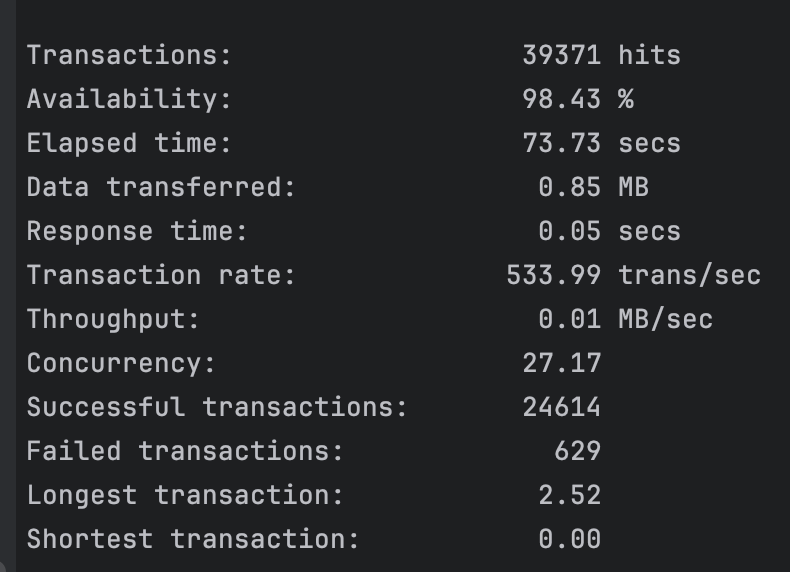 Transactions: 39371 hits
Availability: 98.43 %
Elapsed time: 73.73 secs
Data transferred: 0.85 MB
Response time: 0.05 secs
Transaction rate: 533.99 trans/sec
Throughput: 0.01 MB/sec
Concurrency: 27.17
Successful transactions: 24614
Failed transactions: 629
Longest transaction: 2.52
Shortest transaction: 0.00